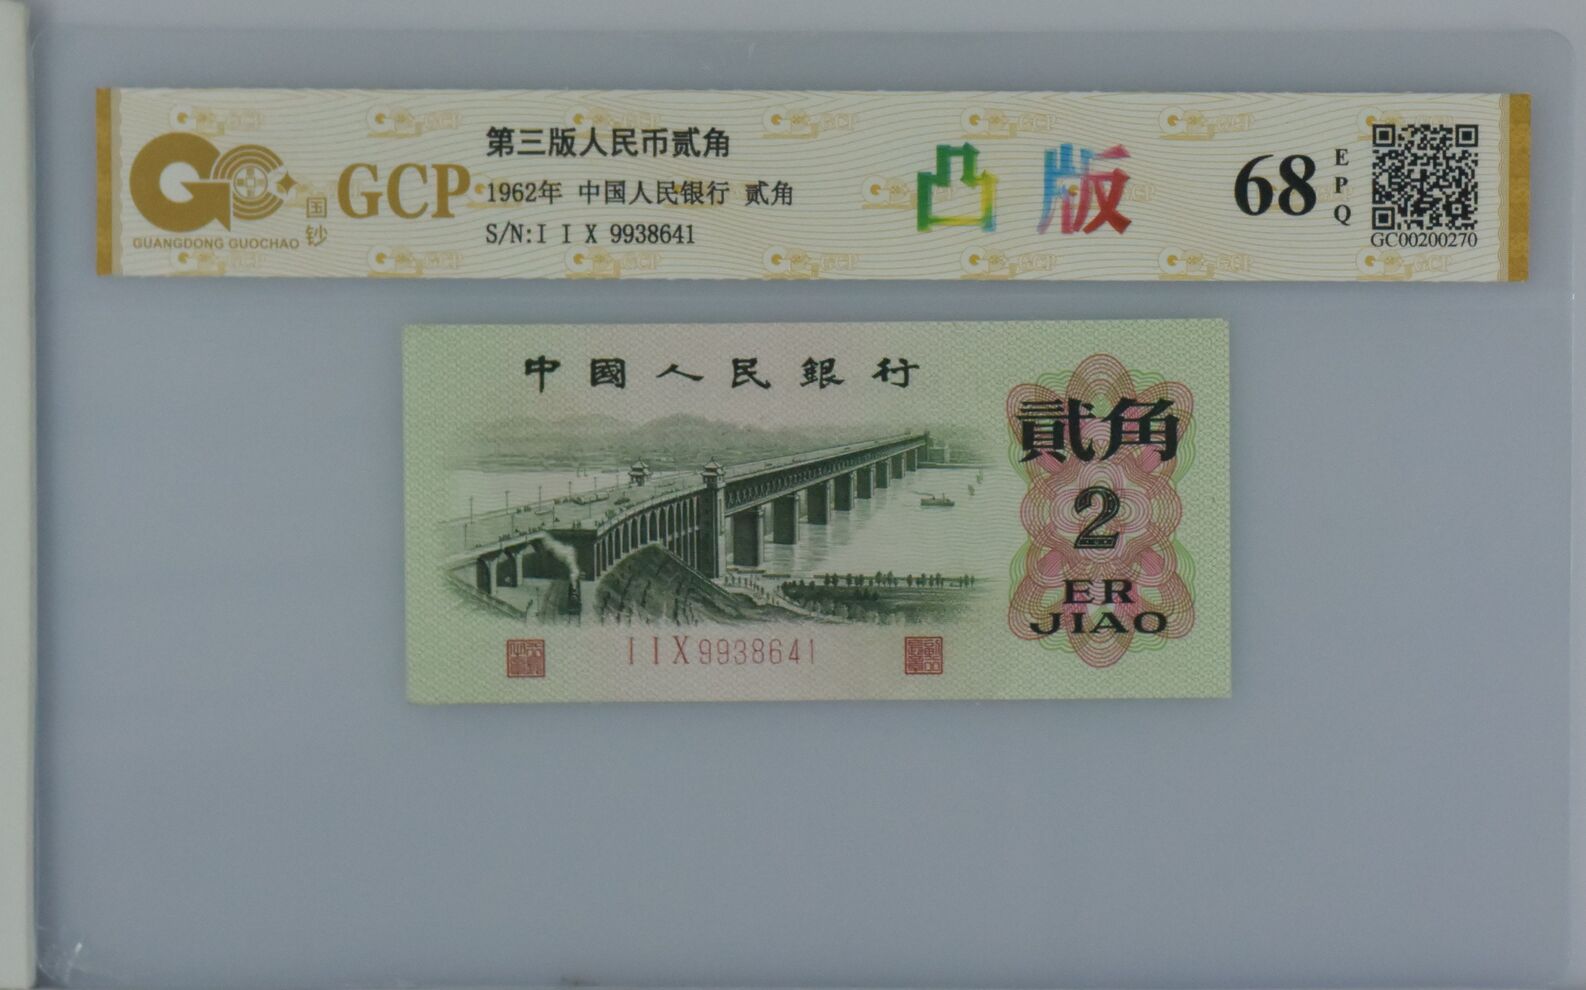 GUANGDONG GUOCHAO
国钞
GCP
第三版人民币贰角
1962年 中国人民银行 贰角
S/N:I I X 9938641
凸版
68
EPQ
GC00200270
中國人民銀行
貳角
2
ER
JIAO
I I X 9938641